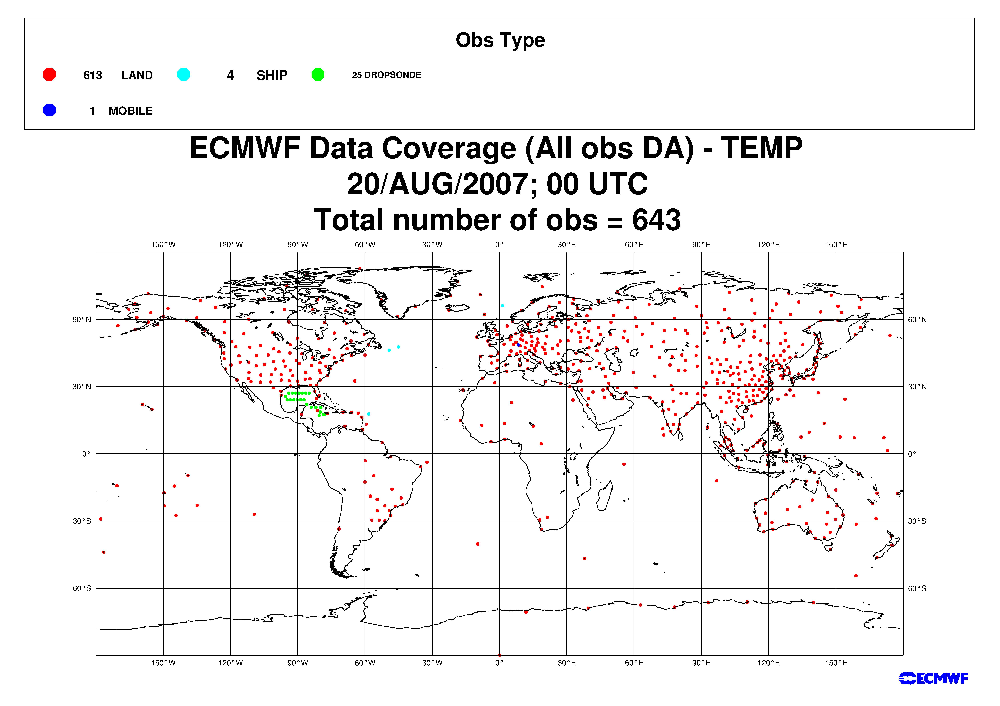 Obs Type
613 LAND 4 SHIP 25 DROPSONDE
1 MOBILE
ECMWF Data Coverage (All obs DA) - TEMP
20/AUG/2007; 00 UTC
Total number of obs = 643
150°W 120°W 90°W 60°W 30°W 0° 30°E 60°E 90°E 120°E 150°E
60°N 60°N
30°N 30°N
0° 0°
30°S 30°S
60°S 60°S
150°W 120°W 90°W 60°W 30°W 0° 30°E 60°E 90°E 120°E 150°E
ECMWF